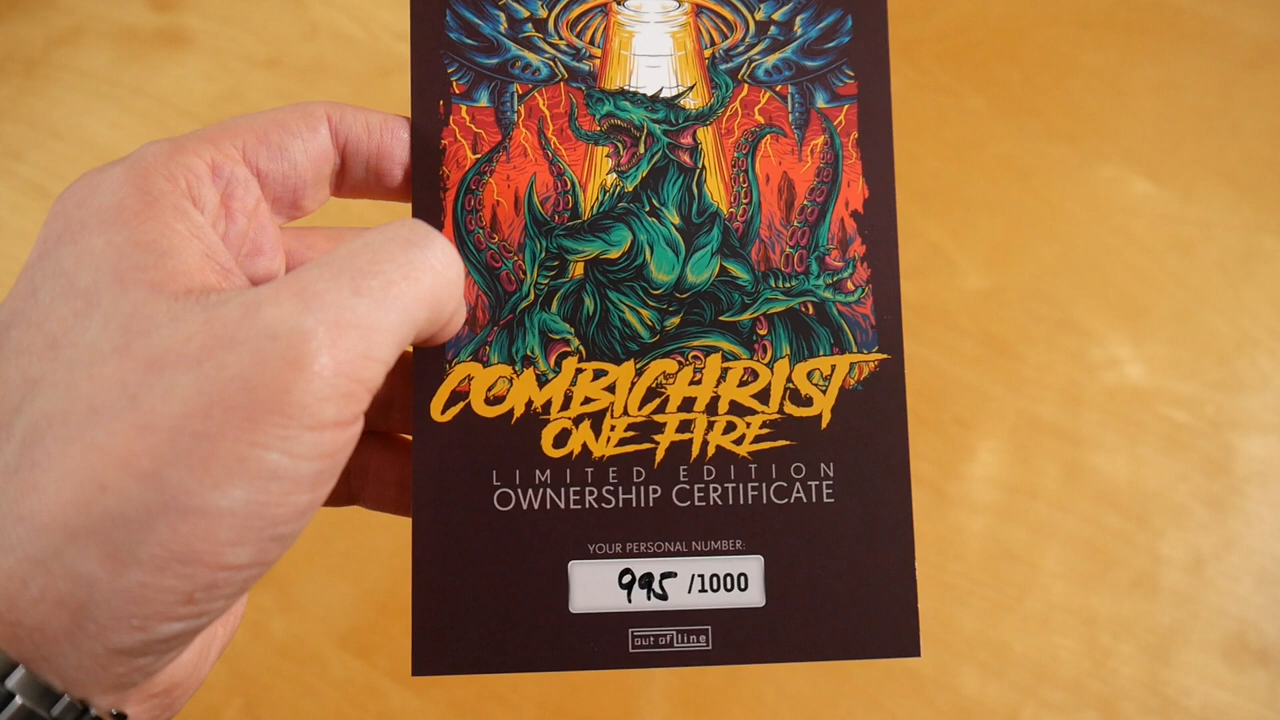 COMBICHRIST
ONE FIRE
LIMITED EDITION
OWNERSHIP CERTIFICATE
YOUR PERSONAL NUMBER:
995 /1000
out of line